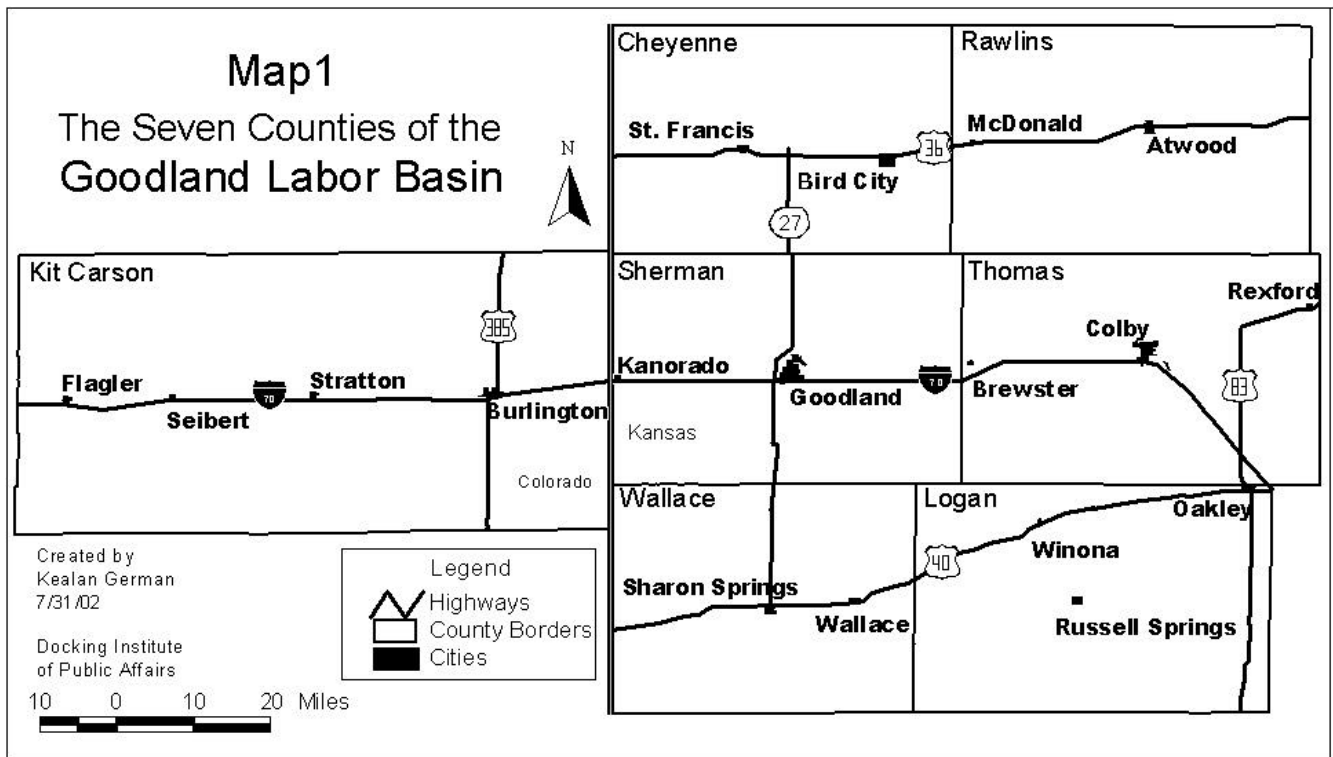 Map1
The Seven Counties of the
Goodland Labor Basin
N
Cheyenne
Rawlins
St. Francis
McDonald
36
Atwood
Bird City
27
Kit Carson
Sherman
Thomas
Rexford
385
Colby
Flagler
Stratton
Kanorado
70
70
83
Seibert
Burlington
Goodland
Brewster
Kansas
Colorado
Wallace
Logan
Oakley
Winona
40
Sharon Springs
Wallace
Russell Springs
Created by
Kealan German
7/31/02
Docking Institute
of Public Affairs
10 0 10 20 Miles
Legend
Highways
County Borders
Cities